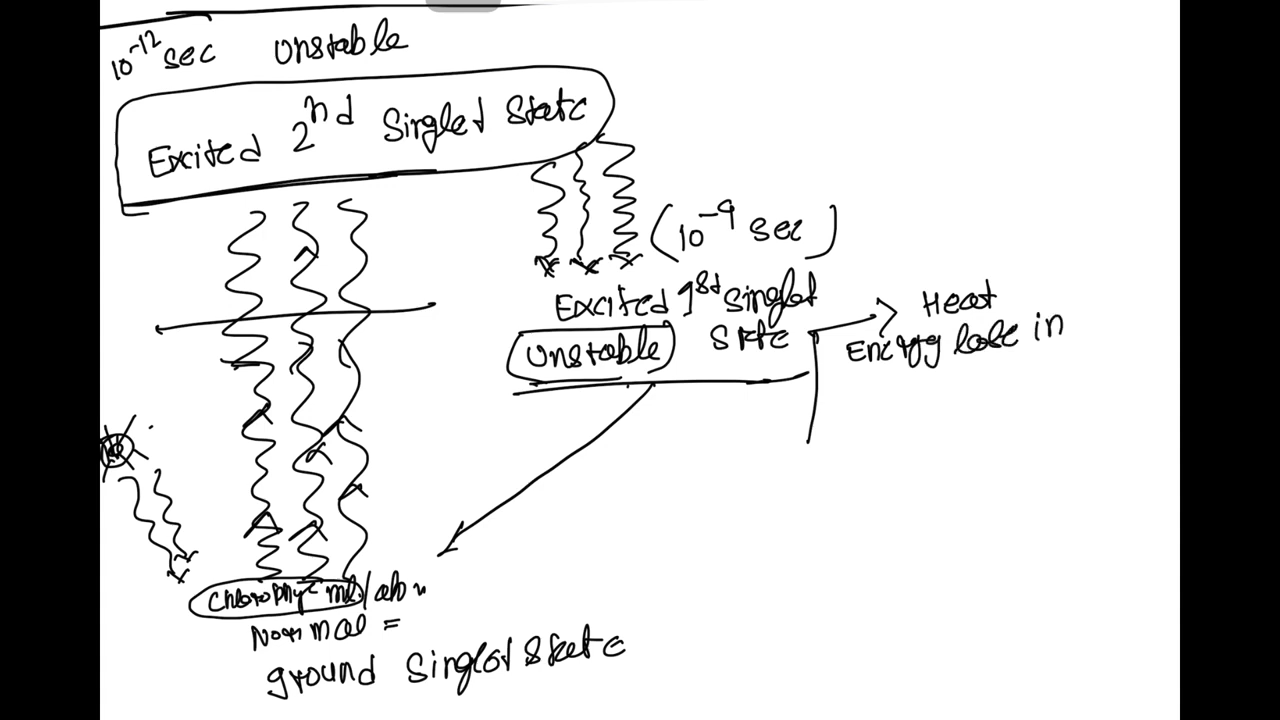 10⁻¹² sec unstable
Excited 2nd Singlet State
(10⁻⁹ sec)
Excited 1st Singlet
State
Unstable
Heat
Energy lose in
Normal =
ground Singlet State